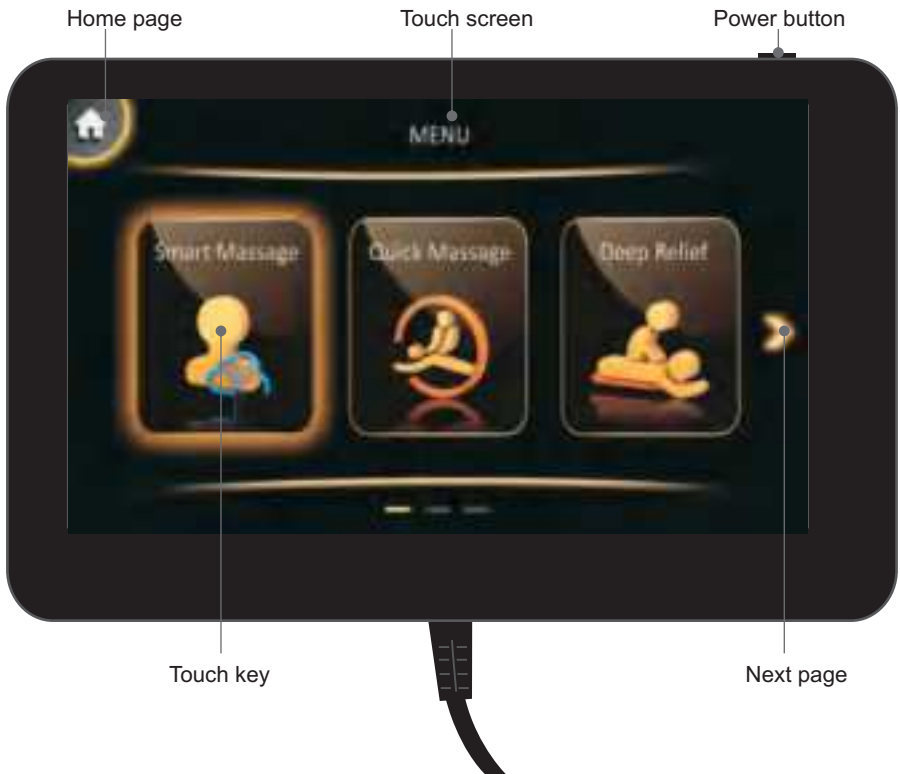 Home page
Touch screen
Power button
MENU
Smart Massage
Quick Massage
Deep Relief
Touch key
Next page